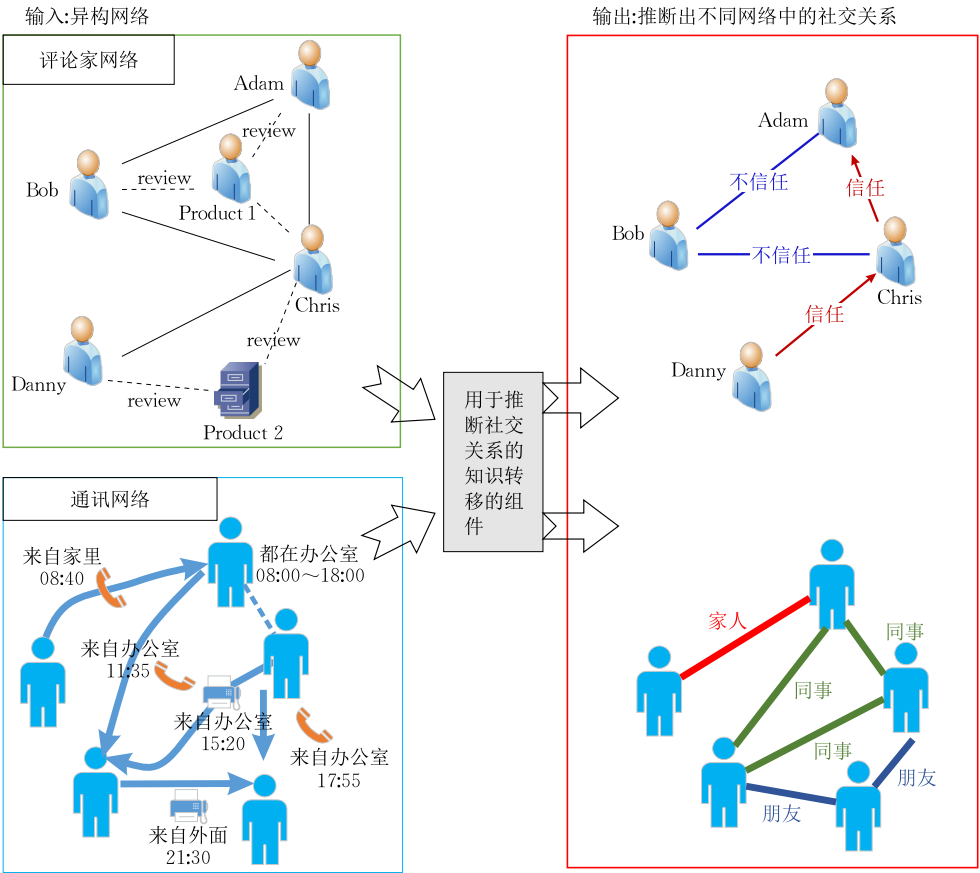 输入:异构网络
评论家网络
Adam
review
Bob
review
Product 1
Chris
review
Danny
review
Product 2
通讯网络
来自家里
08:40
都在办公室
08:00～18:00
来自办公室
11:35
来自办公室
15:20
来自办公室
17:55
来自外面
21:30
用于推
断社交
关系的
知识转
移的组
件
输出:推断出不同网络中的社交关系
Adam
不信任
信任
Bob
不信任
Chris
信任
Danny
家人
同事
同事
同事
朋友
朋友